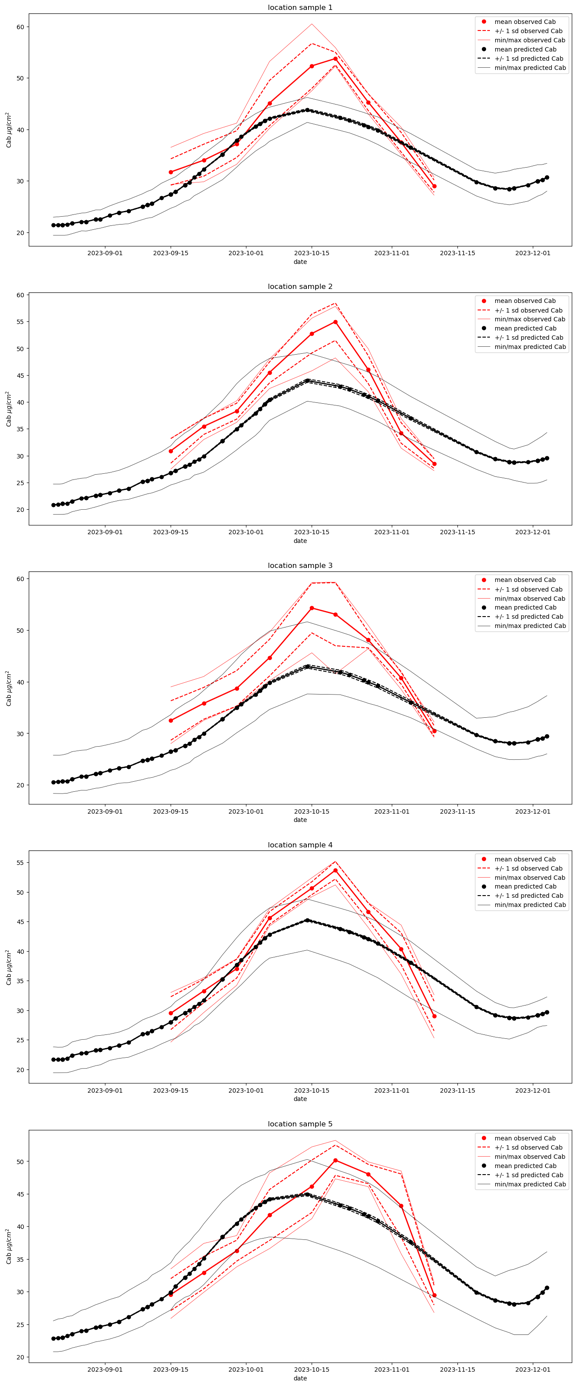 location sample 1
60
50
40
30
20
Cab μg/cm²
mean observed Cab
+/- 1 sd observed Cab
min/max observed Cab
mean predicted Cab
+/- 1 sd predicted Cab
min/max predicted Cab
2023-09-01 2023-09-15 2023-10-01 2023-10-15 2023-11-01 2023-11-15 2023-12-01
date
location sample 2
60
55
50
45
40
35
30
25
20
Cab μg/cm²
mean observed Cab
+/- 1 sd observed Cab
min/max observed Cab
mean predicted Cab
+/- 1 sd predicted Cab
min/max predicted Cab
2023-09-01 2023-09-15 2023-10-01 2023-10-15 2023-11-01 2023-11-15 2023-12-01
date
location sample 3
60
50
40
30
20
Cab μg/cm²
mean observed Cab
+/- 1 sd observed Cab
min/max observed Cab
mean predicted Cab
+/- 1 sd predicted Cab
min/max predicted Cab
2023-09-01 2023-09-15 2023-10-01 2023-10-15 2023-11-01 2023-11-15 2023-12-01
date
location sample 4
55
50
45
40
35
30
25
20
Cab μg/cm²
mean observed Cab
+/- 1 sd observed Cab
min/max observed Cab
mean predicted Cab
+/- 1 sd predicted Cab
min/max predicted Cab
2023-09-01 2023-09-15 2023-10-01 2023-10-15 2023-11-01 2023-11-15 2023-12-01
date
location sample 5
50
45
40
35
30
25
20
Cab μg/cm²
mean observed Cab
+/- 1 sd observed Cab
min/max observed Cab
mean predicted Cab
+/- 1 sd predicted Cab
min/max predicted Cab
2023-09-01 2023-09-15 2023-10-01 2023-10-15 2023-11-01 2023-11-15 2023-12-01
date